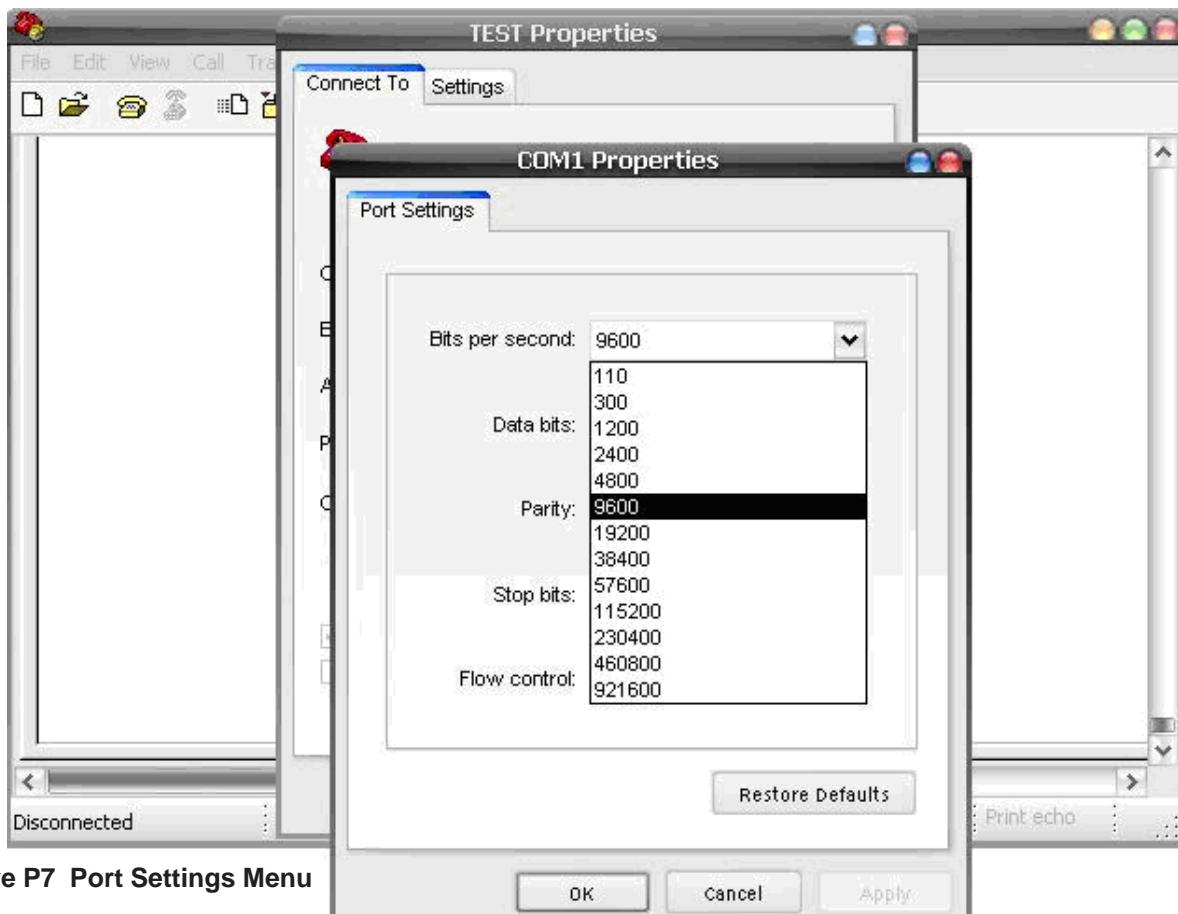 TEST Properties
File Edit View Call Tra
Connect To Settings
COM1 Properties
Port Settings
Bits per second: 9600
110
300
Data bits: 1200
2400
4800
Parity: 9600
19200
38400
Stop bits: 57600
115200
230400
460800
Flow control: 921600
Restore Defaults
Disconnected
Print echo
e P7 Port Settings Menu
OK Cancel Apply